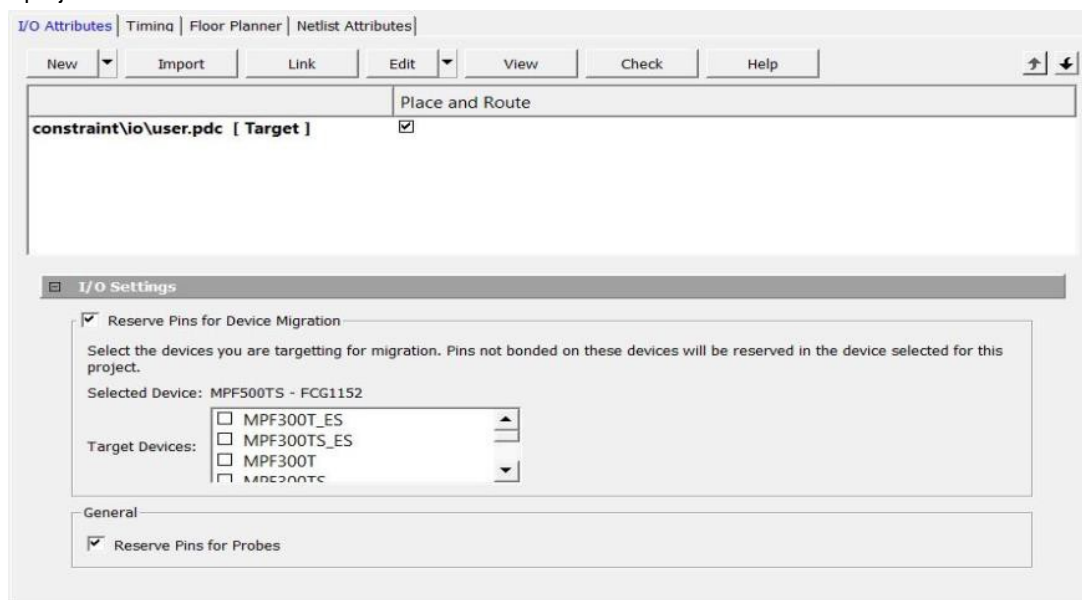 I/O Attributes Timing Floor Planner Netlist Attributes
New Import Link Edit View Check Help
Place and Route
constraint\io\user.pdc [ Target ]
I/O Settings
Reserve Pins for Device Migration
Select the devices you are targetting for migration. Pins not bonded on these devices will be reserved in the device selected for this
project.
Selected Device: MPF500TS - FCG1152
MPF300T_ES
MPF300TS_ES
Target Devices:
MPF300T
MPF300TS
General
Reserve Pins for Probes